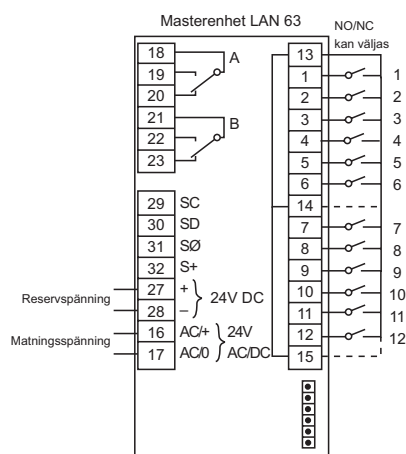 Masterenhet LAN 63
NO/NC
kan väljas
18
19
20
21
22
23
A
B
29 SC
30 SD
31 SØ
32 S+
27 +
28 –
24V DC
16 AC/+
17 AC/0
24V
AC/DC
Reservspänning
Matningsspänning
13
1 1
2 2
3 3
4 4
5 5
6 6
14
7 7
8 8
9 9
10 10
11 11
12 12
15